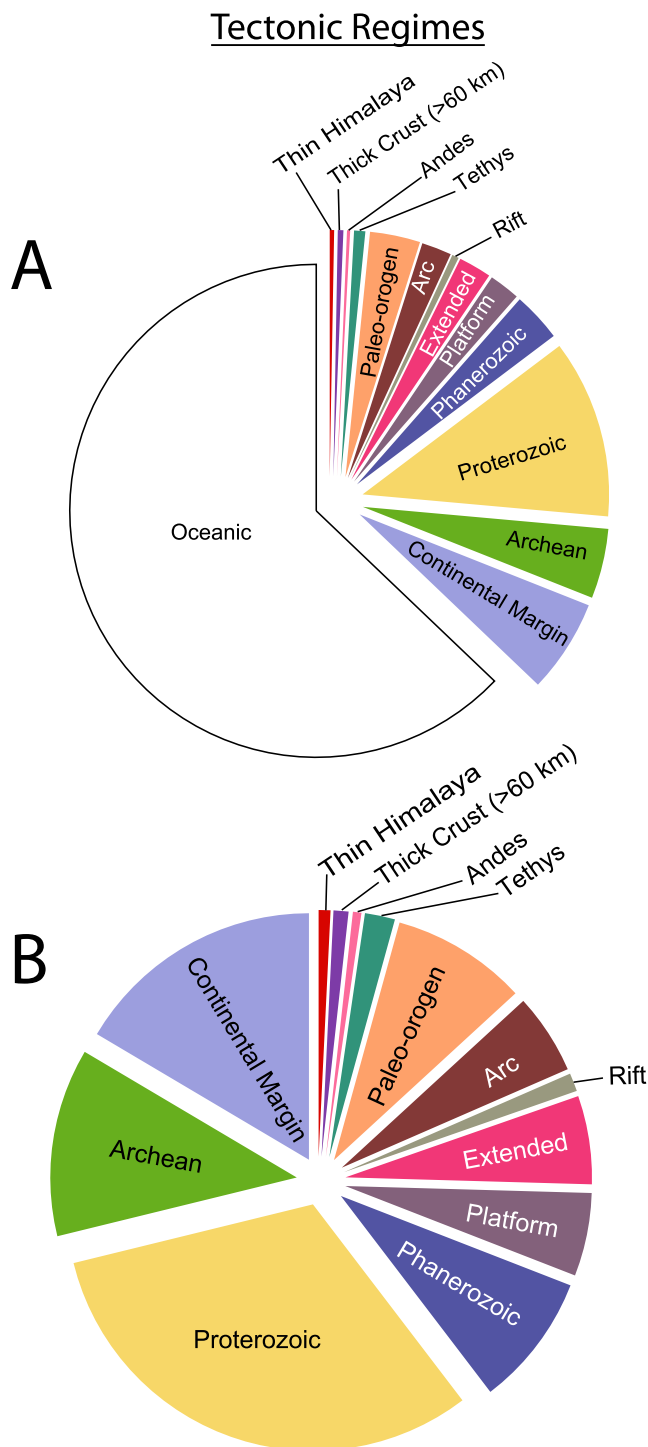 Tectonic Regimes
Thin Himalaya
Thick Crust (>60 km)
Andes
Tethys
Rift
A
Paleo-orogen
Arc
Extended
Platform
Phanerozoic
Proterozoic
Archean
Continental Margin
Oceanic
Thin Himalaya
Thick Crust (>60 km)
Andes
Tethys
B
Continental Margin
Paleo-orogen
Arc
Rift
Extended
Archean
Platform
Phanerozoic
Proterozoic